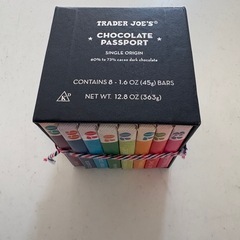 TRADER JOE'S
CHOCOLATE
PASSPORT
SINGLE ORIGIN
60% to 73% cacao dark chocolate
CONTAINS 8 - 1.6 OZ (45g) BARS
NET WT. 12.8 OZ (363g)